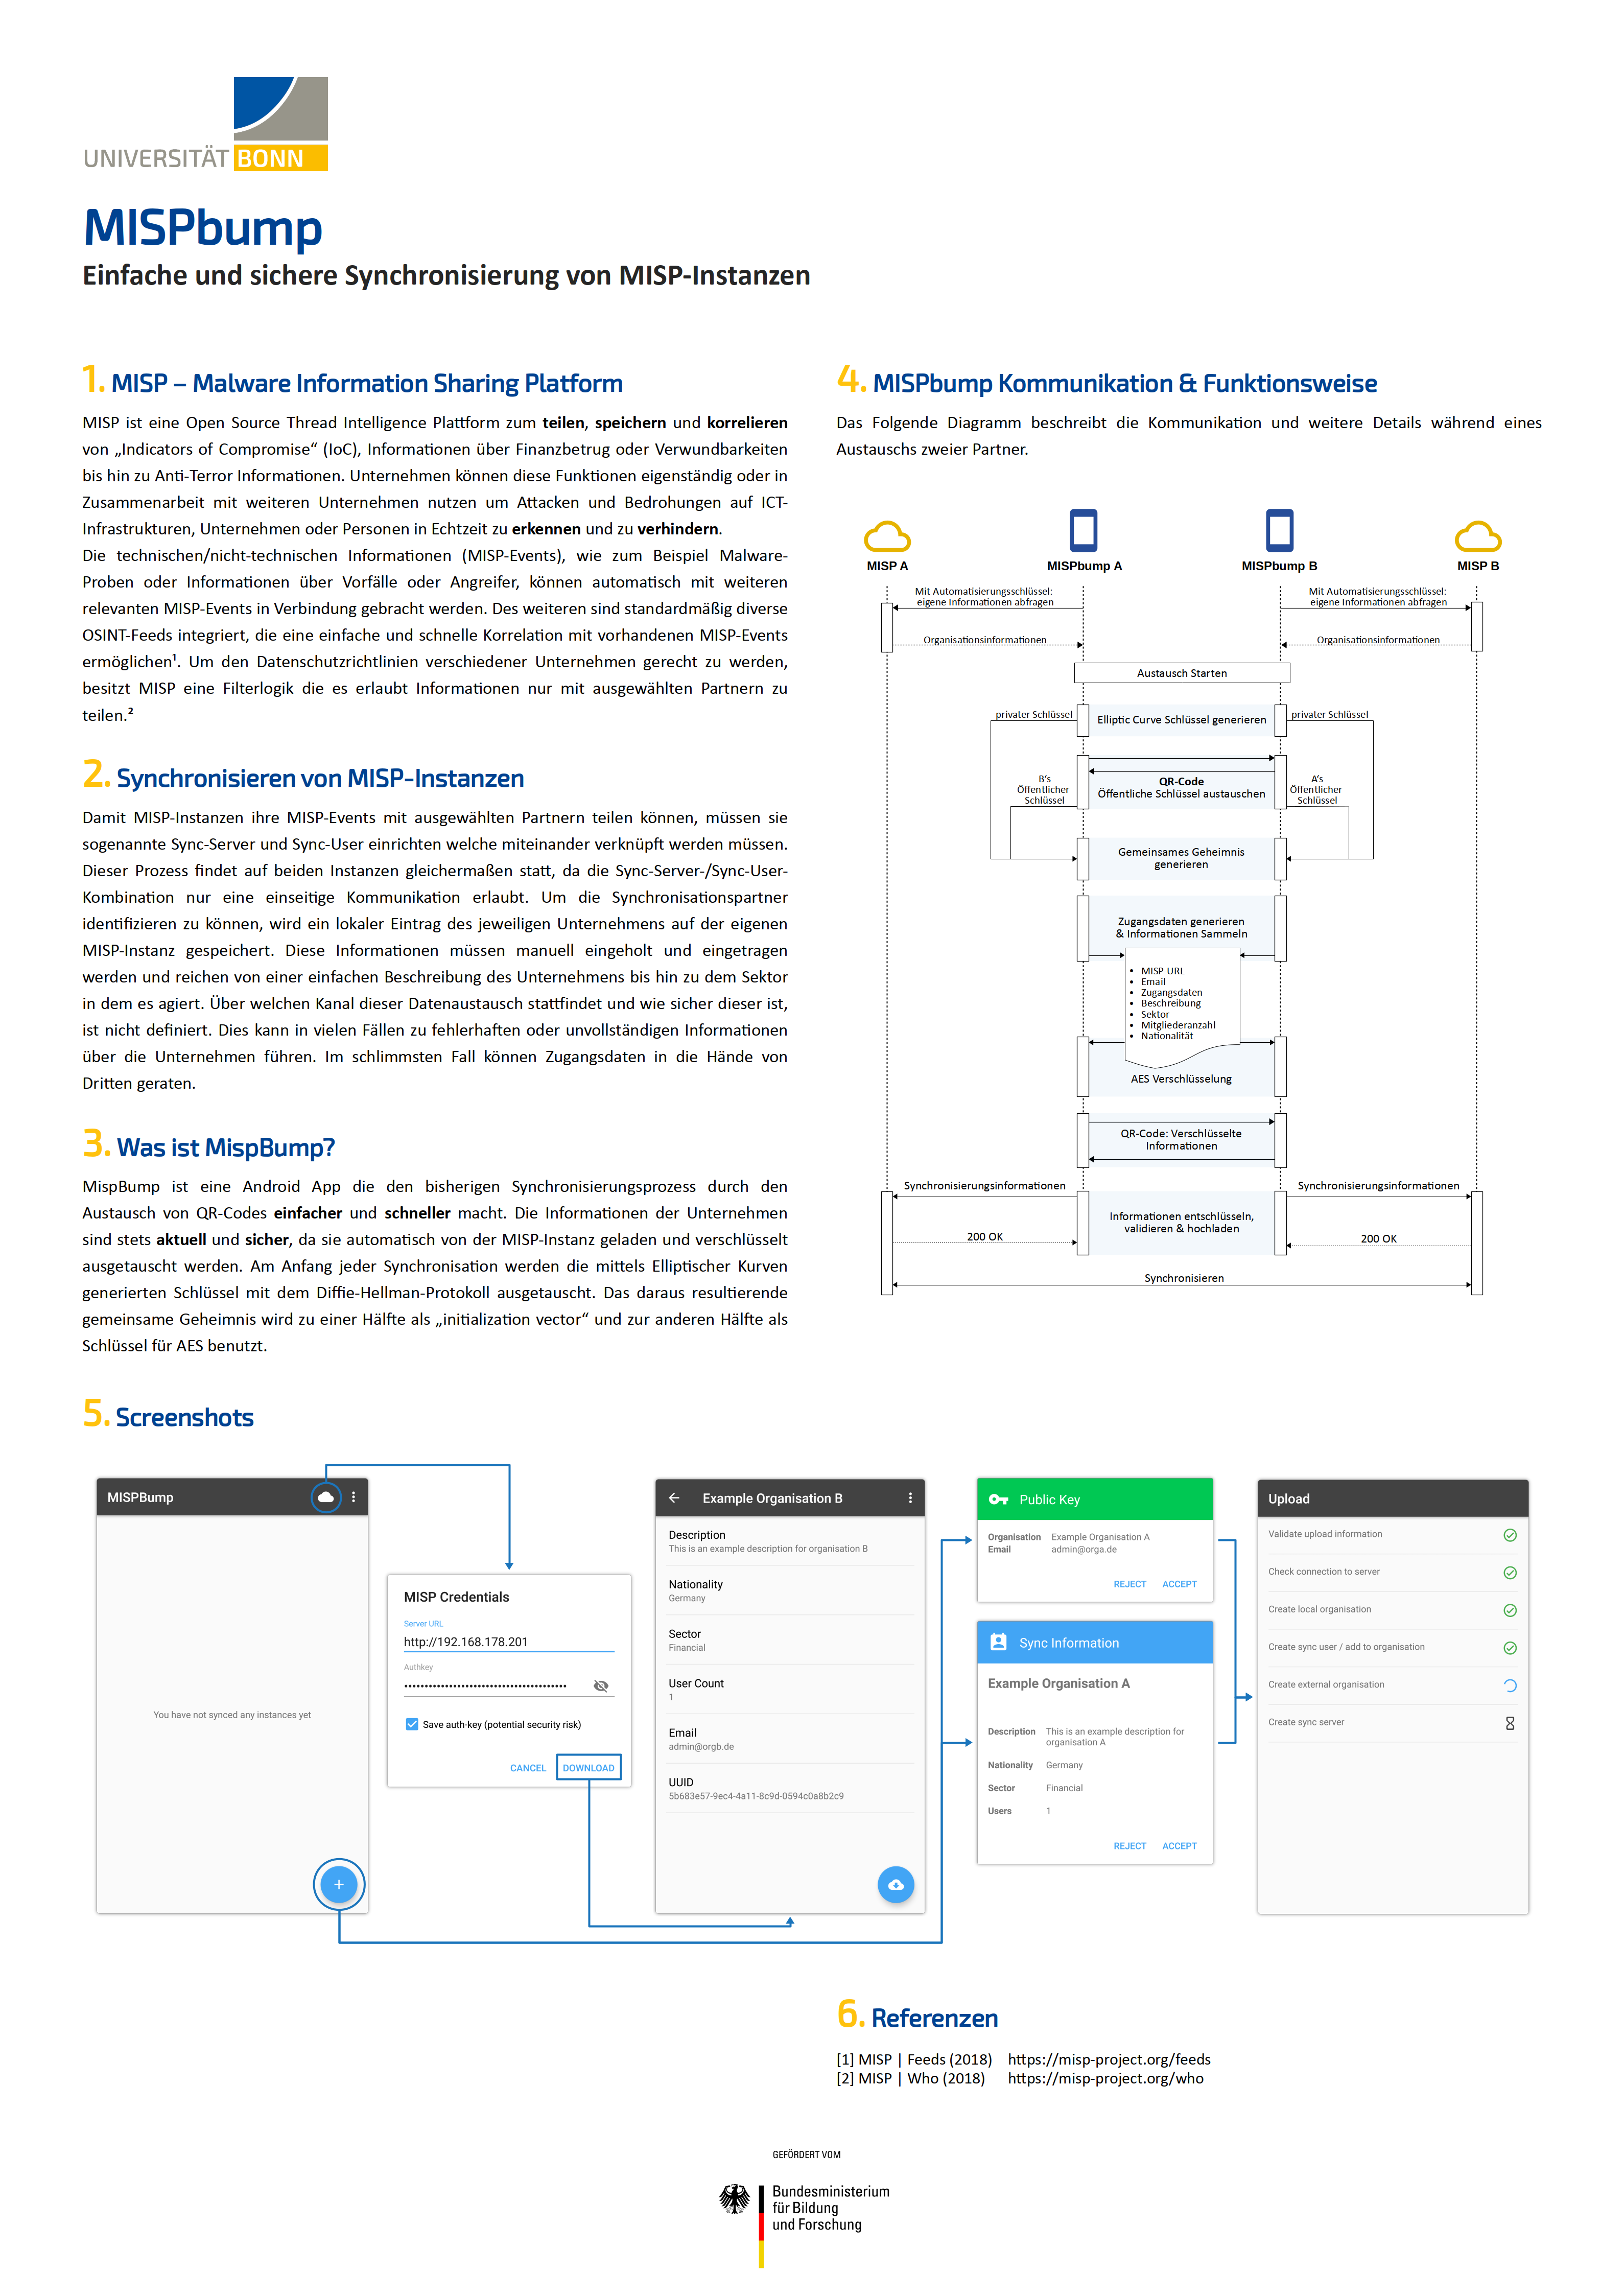 UNIVERSITÄT BONN
MISPbump
Einfache und sichere Synchronisierung von MISP-Instanzen
1. MISP – Malware Information Sharing Platform
MISP ist eine Open Source Thread Intelligence Plattform zum teilen, speichern und korrelieren
von „Indicators of Compromise“ (IoC), Informationen über Finanzbetrug oder Verwundbarkeiten
bis hin zu Anti-Terror Informationen. Unternehmen können diese Funktionen eigenständig oder in
Zusammenarbeit mit weiteren Unternehmen nutzen um Attacken und Bedrohungen auf ICT-
Infrastrukturen, Unternehmen oder Personen in Echtzeit zu erkennen und zu verhindern.
Die technischen/nicht-technischen Informationen (MISP-Events), wie zum Beispiel Malware-
Proben oder Informationen über Vorfälle oder Angreifer, können automatisch mit weiteren
relevanten MISP-Events in Verbindung gebracht werden. Des weiteren sind standardmäßig diverse
OSINT-Feeds integriert, die eine einfache und schnelle Korrelation mit vorhandenen MISP-Events
ermöglichen¹. Um den Datenschutzrichtlinien verschiedener Unternehmen gerecht zu werden,
besitzt MISP eine Filterlogik die es erlaubt Informationen nur mit ausgewählten Partnern zu
teilen.²
2. Synchronisieren von MISP-Instanzen
Damit MISP-Instanzen ihre MISP-Events mit ausgewählten Partnern teilen können, müssen sie
sogenannte Sync-Server und Sync-User einrichten welche miteinander verknüpft werden müssen.
Dieser Prozess findet auf beiden Instanzen gleichermaßen statt, da die Sync-Server-/Sync-User-
Kombination nur eine einseitige Kommunikation erlaubt. Um die Synchronisationspartner
identifizieren zu können, wird ein lokaler Eintrag des jeweiligen Unternehmens auf der eigenen
MISP-Instanz gespeichert. Diese Informationen müssen manuell eingeholt und eingetragen
werden und reichen von einer einfachen Beschreibung des Unternehmens bis hin zu dem Sektor
in dem es agiert. Über welchen Kanal dieser Datenaustausch stattfindet und wie sicher dieser ist,
ist nicht definiert. Dies kann in vielen Fällen zu fehlerhaften oder unvollständigen Informationen
über die Unternehmen führen. Im schlimmsten Fall können Zugangsdaten in die Hände von
Dritten geraten.
3. Was ist MispBump?
MispBump ist eine Android App die den bisherigen Synchronisierungsprozess durch den
Austausch von QR-Codes einfacher und schneller macht. Die Informationen der Unternehmen
sind stets aktuell und sicher, da sie automatisch von der MISP-Instanz geladen und verschlüsselt
ausgetauscht werden. Am Anfang jeder Synchronisation werden die mittels Elliptischer Kurven
generierten Schlüssel mit dem Diffie-Hellman-Protokoll ausgetauscht. Das daraus resultierende
gemeinsame Geheimnis wird zu einer Hälfte als „initialization vector“ und zur anderen Hälfte als
Schlüssel für AES benutzt.
4. MISPbump Kommunikation & Funktionsweise
Das Folgende Diagramm beschreibt die Kommunikation und weitere Details während eines
Austauschs zweier Partner.
MISP A MISPbump A MISPbump B MISP B
Mit Automatisierungsschlüssel:
eigene Informationen abfragen
Mit Automatisierungsschlüssel:
eigene Informationen abfragen
Organisationsinformationen
Organisationsinformationen
Austausch Starten
privater Schlüssel
Elliptic Curve Schlüssel generieren
privater Schlüssel
B's
Öffentlicher
Schlüssel
QR-Code
Öffentliche Schlüssel austauschen
A's
Öffentlicher
Schlüssel
Gemeinsames Geheimnis
generieren
Zugangsdaten generieren
& Informationen Sammeln
• MISP-URL
• Email
• Zugangsdaten
• Beschreibung
• Sektor
• Mitgliederanzahl
• Nationalität
AES Verschlüsselung
QR-Code: Verschlüsselte
Informationen
Synchronisierungsinformationen
Synchronisierungsinformationen
Informationen entschlüseln,
validieren & hochladen
200 OK
200 OK
Synchronisieren
5. Screenshots
MISPBump
You have not synced any instances yet
+
MISP Credentials
Server URL
http://192.168.178.201
Authkey
Save auth-key (potential security risk)
CANCEL DOWNLOAD
Example Organisation B
Description
This is an example description for organisation B
Nationality
Germany
Sector
Financial
User Count
1
Email
admin@orgb.de
UUID
5b683e57-9ec4-4a11-8c9d-0594c0a8b2c9
Public Key
Organisation Example Organisation A
Email admin@orga.de
REJECT ACCEPT
Sync Information
Example Organisation A
Description This is an example description for
organisation A
Nationality Germany
Sector Financial
Users 1
REJECT ACCEPT
Upload
Validate upload information
Check connection to server
Create local organisation
Create sync user / add to organisation
Create external organisation
Create sync server
6. Referenzen
[1] MISP | Feeds (2018) https://misp-project.org/feeds
[2] MISP | Who (2018) https://misp-project.org/who
GEFÖRDERT VOM
Bundesministerium
für Bildung
und Forschung